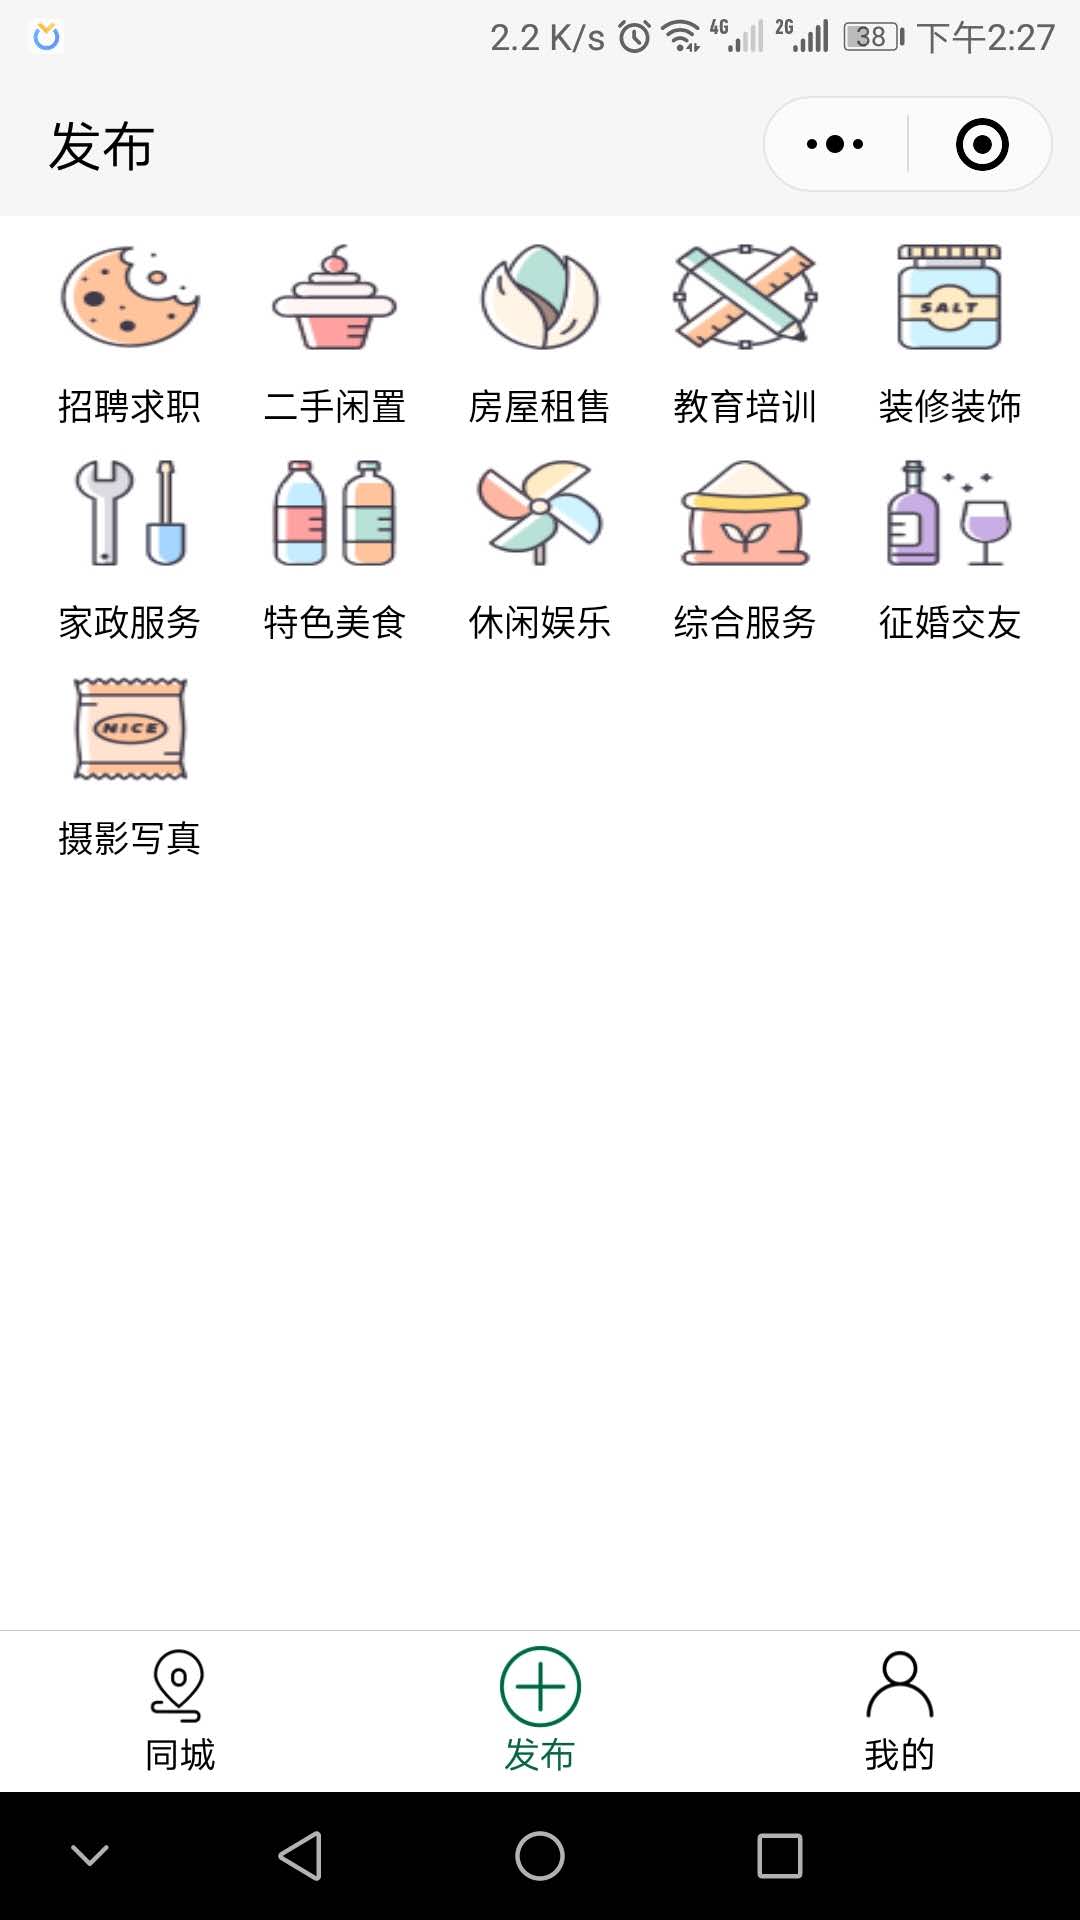 2.2 K/s 4G 2G 38 下午2:27
发布
SALT
招聘求职 二手闲置 房屋租售 教育培训 装修装饰
家政服务 特色美食 休闲娱乐 综合服务 征婚交友
NICE
摄影写真
同城 发布 我的